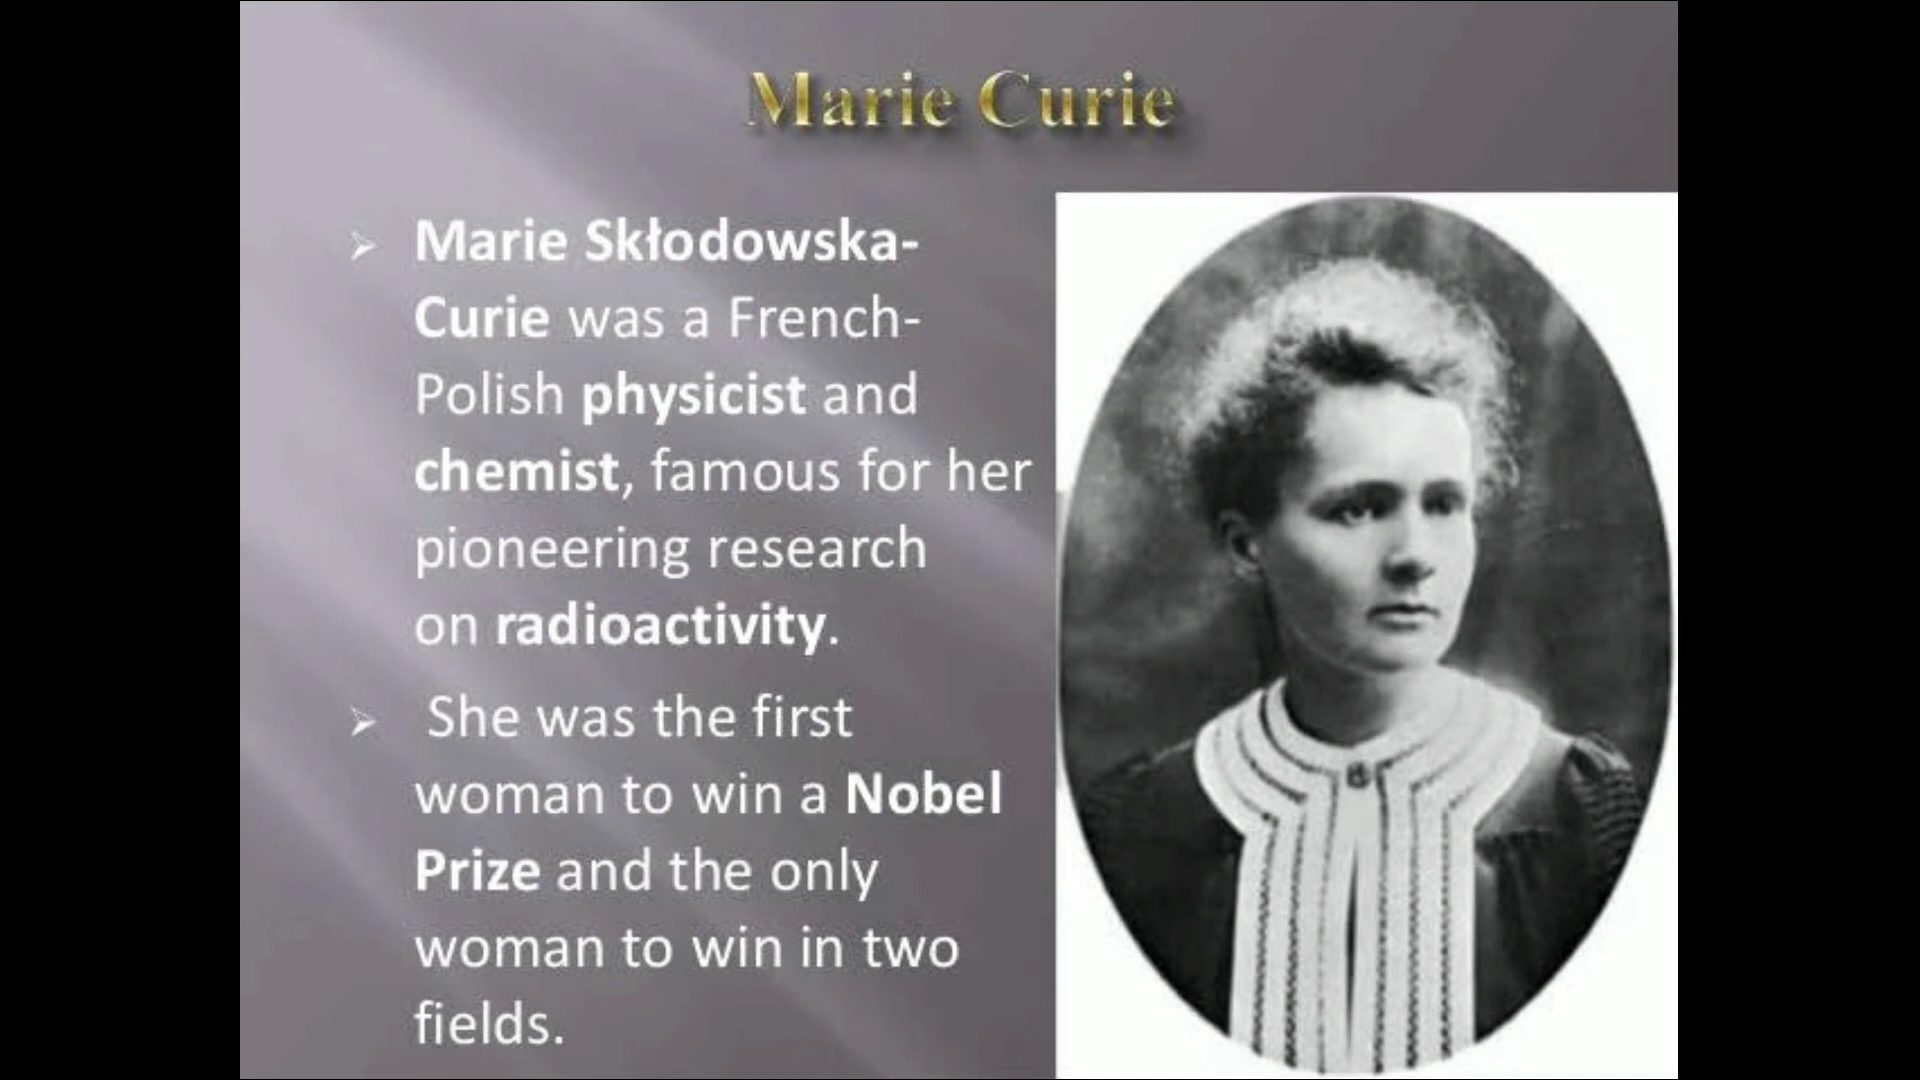 Marie Curie
➢ Marie Skłodowska-
Curie was a French-
Polish physicist and
chemist, famous for her
pioneering research
on radioactivity.
➢ She was the first
woman to win a Nobel
Prize and the only
woman to win in two
fields.